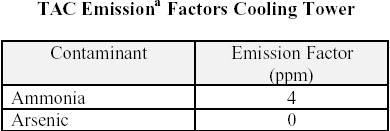 TAC Emissionª Factors Cooling Tower
Contaminant Emission Factor
(ppm)
Ammonia 4
Arsenic 0